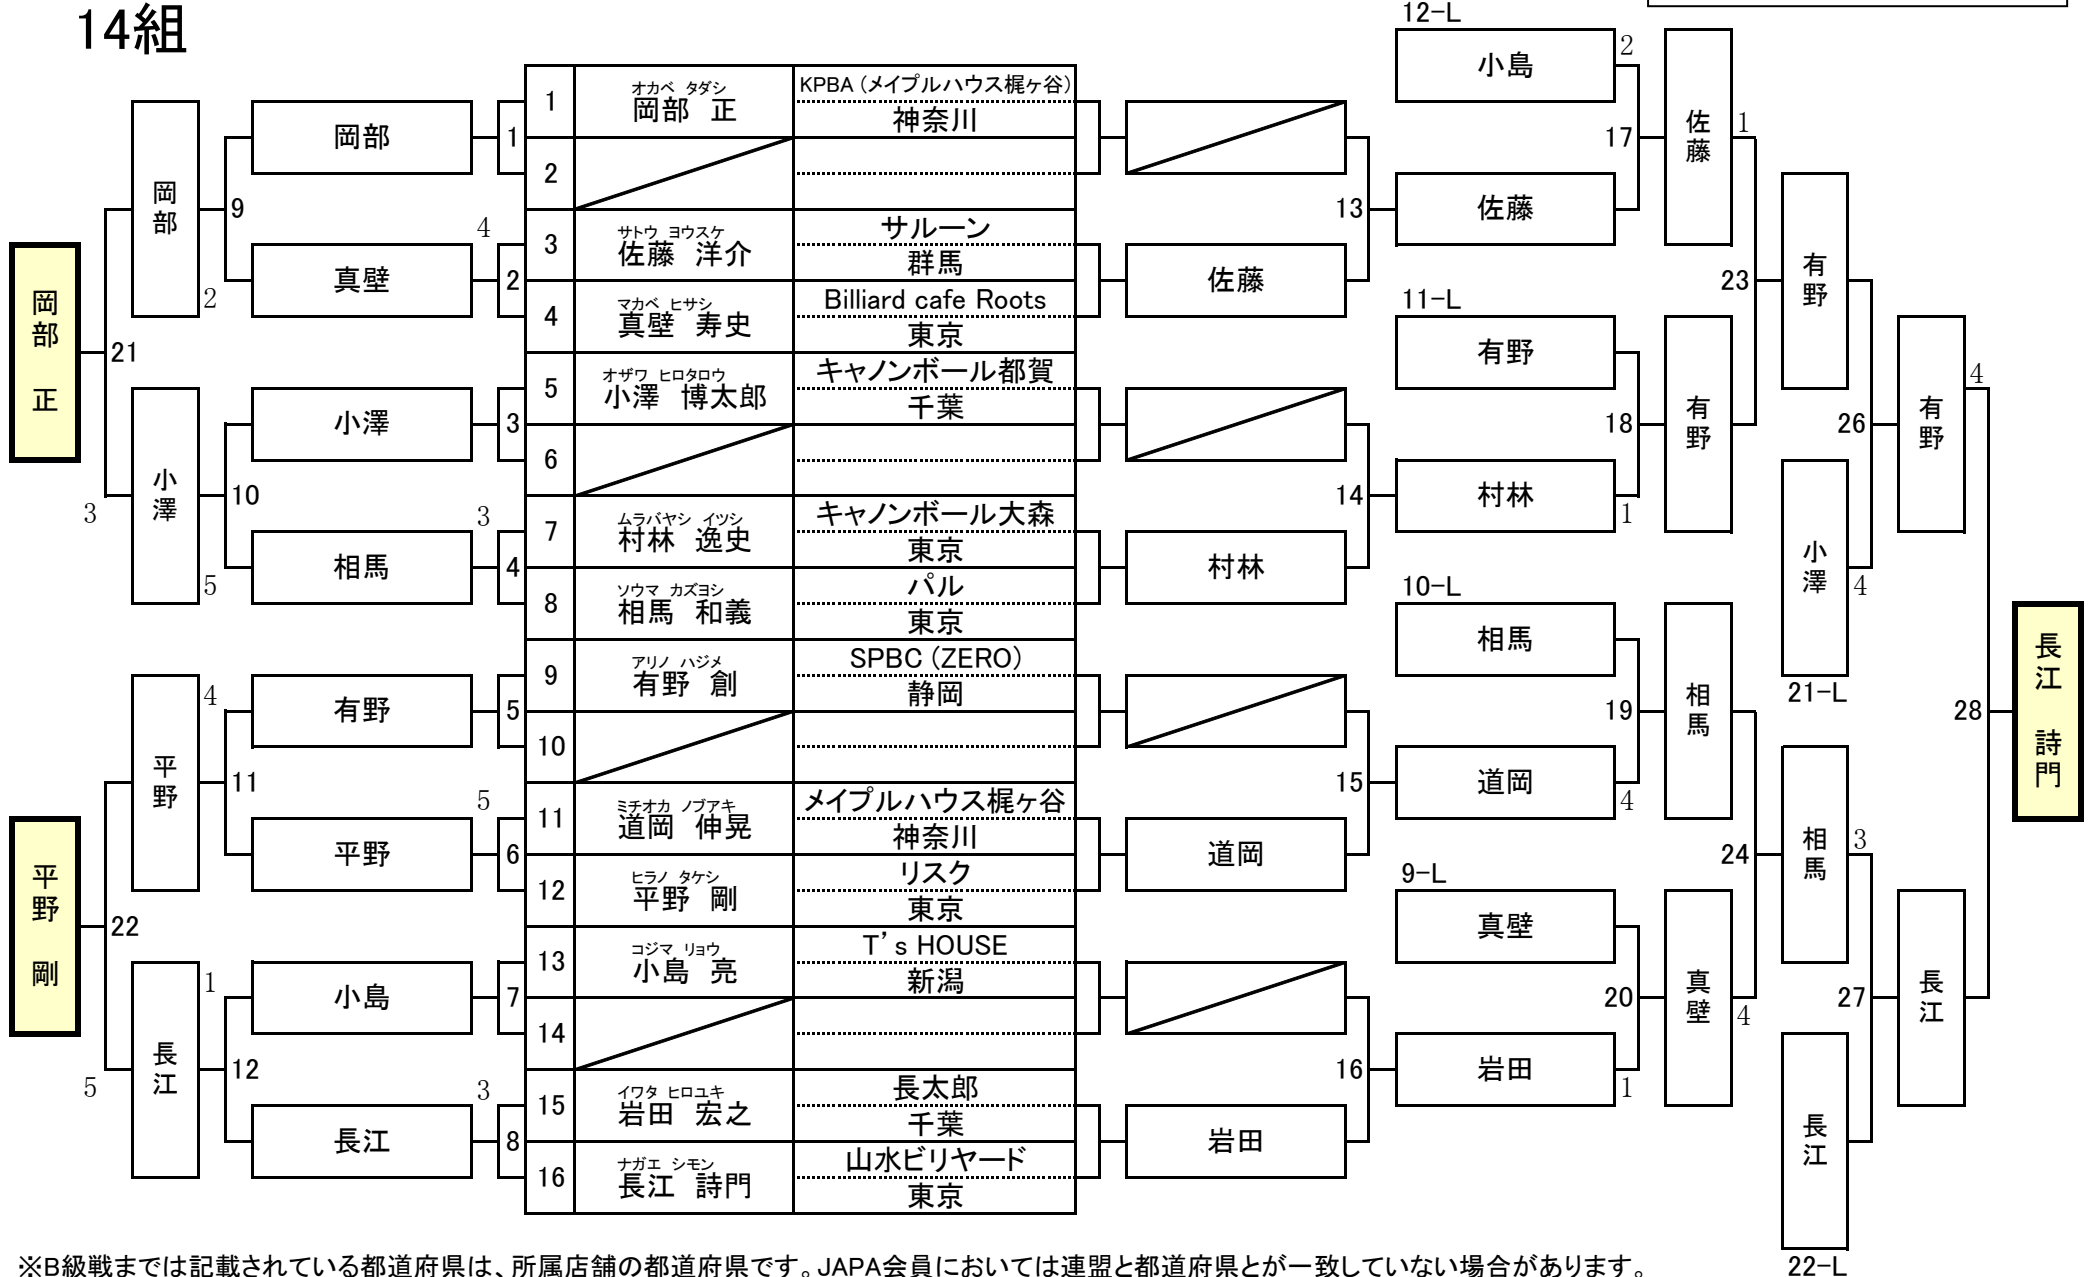 14組
12-L
小島
2
佐藤
1
17
佐藤
13
佐藤
11-L
有野
18
村林
1
14
村林
有野
23
有野
26
小澤
4
21-L
有野
4
10-L
相馬
19
道岡
4
15
道岡
相馬
24
9-L
真壁
20
岩田
1
16
岩田
真壁
4
相馬
3
27
長江
22-L
長江
28
長江 詩門
1
オカベ タダシ
岡部 正
KPBA（メイプルハウス梶ヶ谷）
神奈川
2
3
サトウ ヨウスケ
佐藤 洋介
サルーン
群馬
4
マカベ ヒサシ
真壁 寿史
Billiard cafe Roots
東京
5
オザワ ヒロタロウ
小澤 博太郎
キャノンボール都賀
千葉
6
7
ムラバヤシ イツシ
村林 逸史
キャノンボール大森
東京
8
ソウマ カズヨシ
相馬 和義
パル
東京
9
アリノ ハジメ
有野 創
SPBC（ZERO）
静岡
10
11
ミチオカ ノブアキ
道岡 伸晃
メイプルハウス梶ヶ谷
神奈川
12
ヒラノ タケシ
平野 剛
リスク
東京
13
コジマ リョウ
小島 亮
T’s HOUSE
新潟
14
15
イワタ ヒロユキ
岩田 宏之
長太郎
千葉
16
ナガエ シモン
長江 詩門
山水ビリヤード
東京
岡部
1
真壁
4
2
岡部
9
2
小澤
3
相馬
3
4
小澤
10
5
岡部 正
21
3
有野
5
平野
5
6
平野
4
11
小島
7
長江
3
8
長江
1
12
平野 剛
22
5
※B級戦までは記載されている都道府県は、所属店舗の都道府県です。JAPA会員においては連盟と都道府県とが一致していない場合があります。